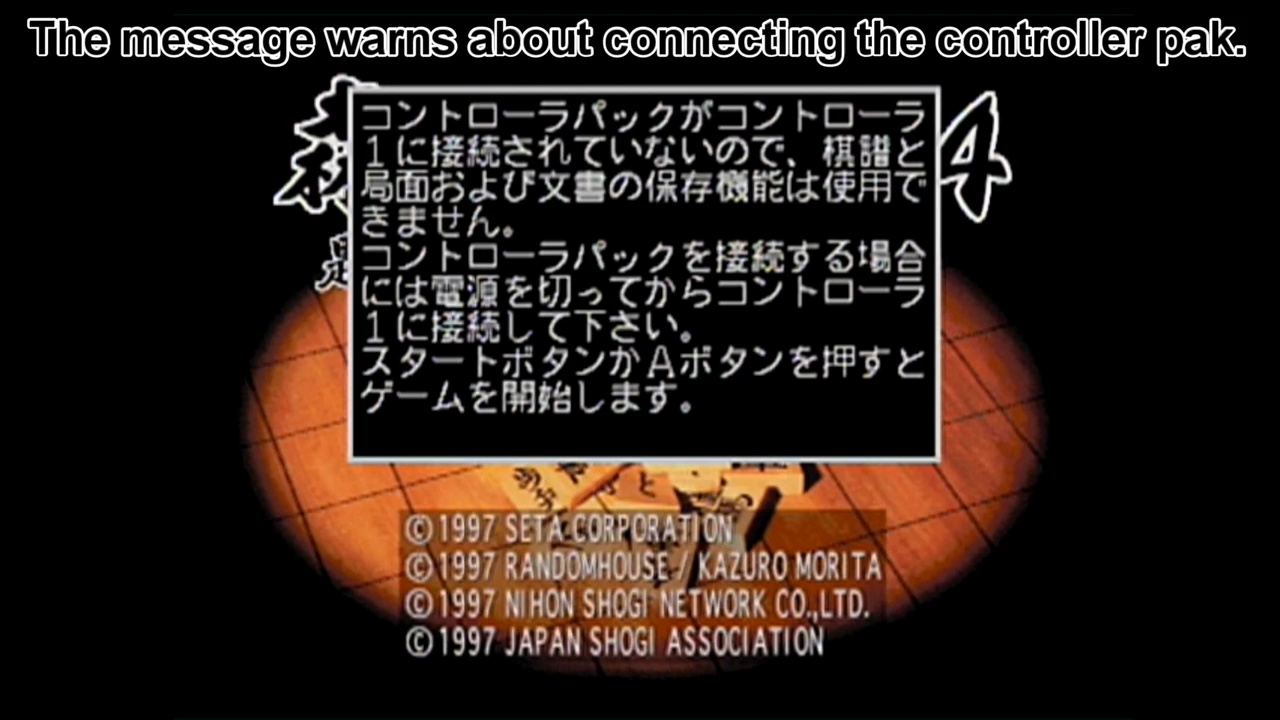 The message warns about connecting the controller pak.
4
コントローラパックがコントローラ
1に接続されていないので、棋譜と
局面および文書の保存機能は使用で
きません。
コントローラパックを接続する場合
には電源を切ってからコントローラ
1に接続して下さい。
スタートボタンかAボタンを押すと
ゲームを開始します。
© 1997 SETA CORPORATION
© 1997 RANDOMHOUSE / KAZURO MORITA
© 1997 NIHON SHOGI NETWORK CO.,LTD.
© 1997 JAPAN SHOGI ASSOCIATION